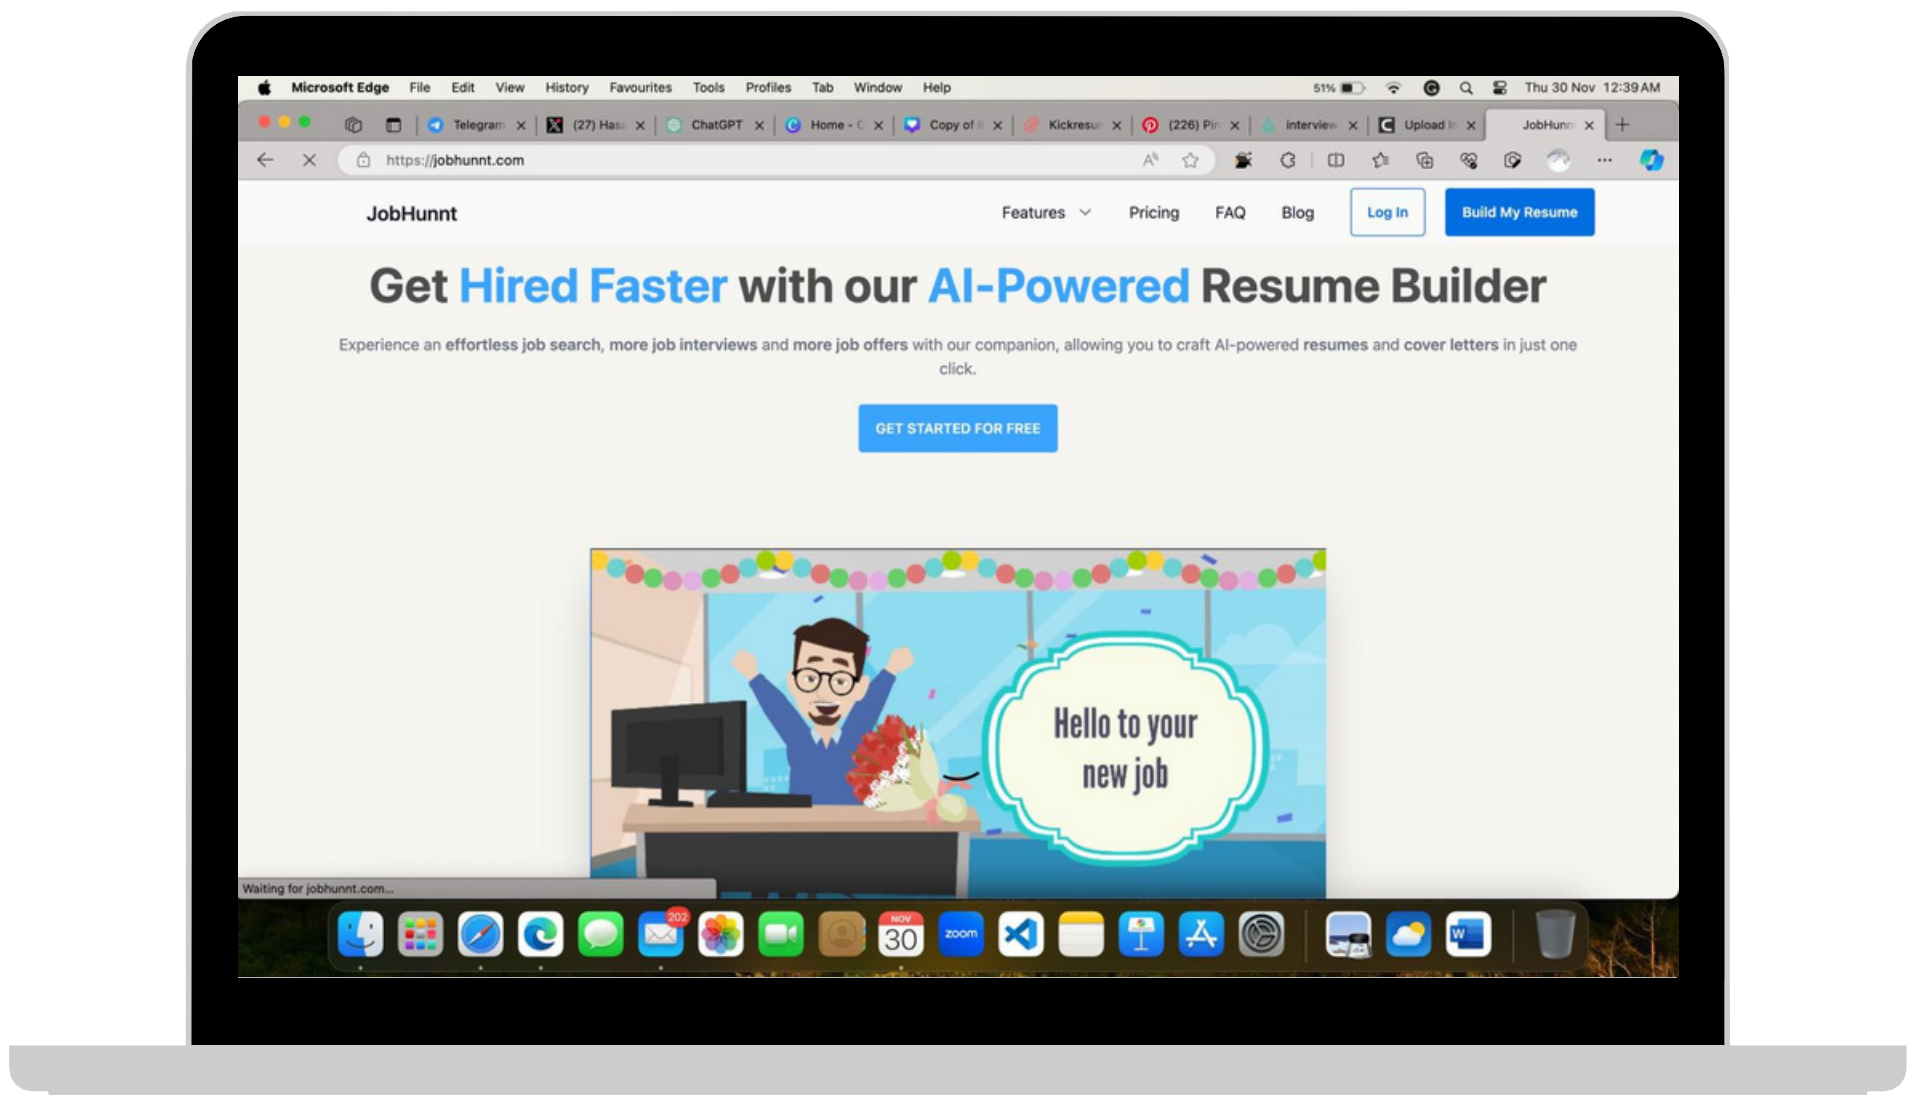 Microsoft Edge File Edit View History Favourites Tools Profiles Tab Window Help 51% Thu 30 Nov 12:39 AM
Telegram (27) Has ChatGPT Home - C Copy of Kickresu (226) Pin interview Upload JobHunn
https://jobhunnt.com
JobHunnt Features Pricing FAQ Blog Log In Build My Resume
Get Hired Faster with our AI-Powered Resume Builder
Experience an effortless job search, more job interviews and more job offers with our companion, allowing you to craft AI-powered resumes and cover letters in just one
click.
GET STARTED FOR FREE
Hello to your
new job
Waiting for jobhunnt.com...
202
NOV
30
zoom
W